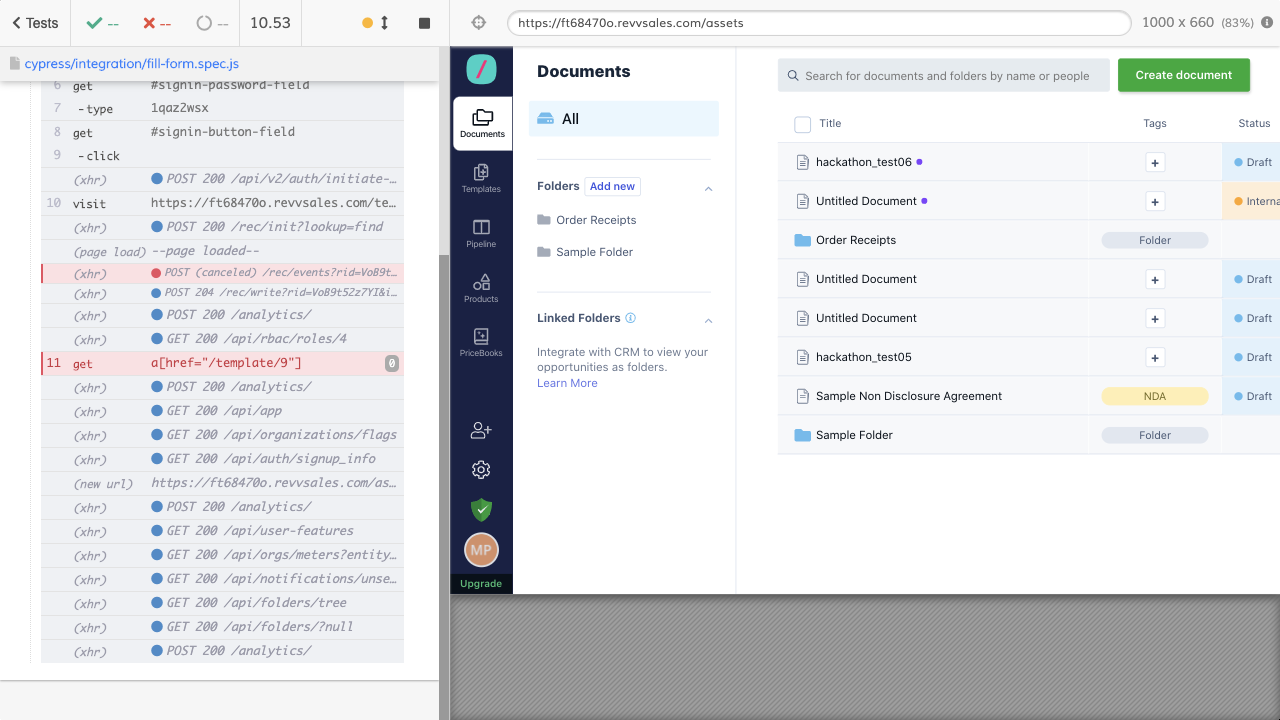 Tests
--
--
--
10.53
https://ft68470o.revvsales.com/assets
1000 x 660 (83%)
cypress/integration/fill-form.spec.js
6 get #signin-password-field
7 -type 1qaz2wsx
8 get #signin-button-field
9 -click
(xhr) POST 200 /api/v2/auth/initiate-…
10 visit https://ft68470o.revvsales.com/te…
(xhr) POST 200 /rec/init?lookup=find
(page load) --page loaded--
(xhr) POST (canceled) /rec/events?rid=VoB9t…
(xhr) POST 204 /rec/write?rid=VoB9t52z7YI&i…
(xhr) POST 200 /analytics/
(xhr) GET 200 /api/rbac/roles/4
11 get a[href="/template/9"] 0
(xhr) POST 200 /analytics/
(xhr) GET 200 /api/app
(xhr) GET 200 /api/organizations/flags
(xhr) GET 200 /api/auth/signup_info
(new url) https://ft68470o.revvsales.com/as…
(xhr) POST 200 /analytics/
(xhr) GET 200 /api/user-features
(xhr) GET 200 /api/orgs/meters?entity…
(xhr) GET 200 /api/notifications/unse…
(xhr) GET 200 /api/folders/tree
(xhr) GET 200 /api/folders/?null
(xhr) POST 200 /analytics/
Documents
Templates
Pipeline
Products
PriceBooks
MP
Upgrade
Documents
All
Folders Add new
Order Receipts
Sample Folder
Linked Folders
Integrate with CRM to view your
opportunities as folders.
Learn More
Search for documents and folders by name or people
Create document
Title Tags Status
hackathon_test06 + Draft
Untitled Document + Interna
Order Receipts Folder
Untitled Document + Draft
Untitled Document + Draft
hackathon_test05 + Draft
Sample Non Disclosure Agreement NDA Draft
Sample Folder Folder